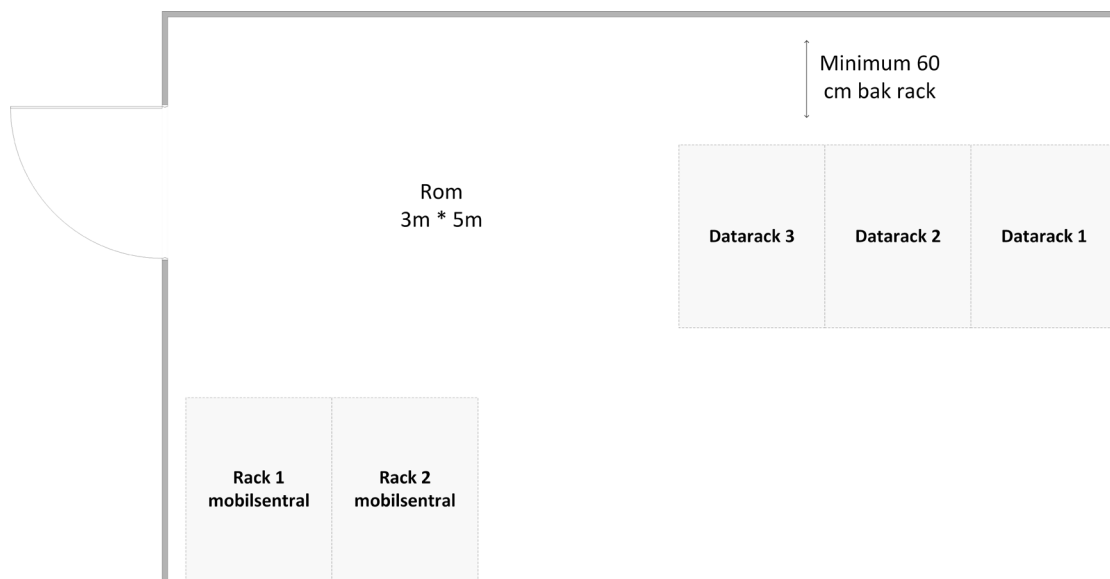 Minimum 60
cm bak rack
Rom
3m * 5m
Datarack 3
Datarack 2
Datarack 1
Rack 1
mobilsentral
Rack 2
mobilsentral